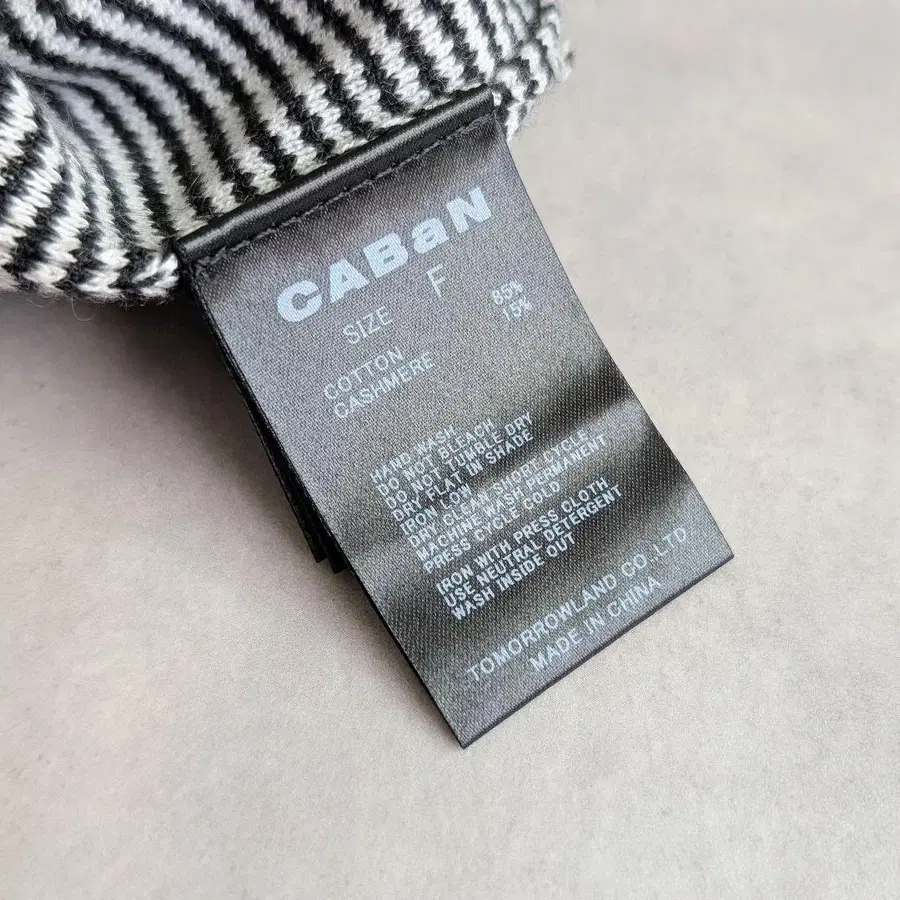 CABaN
SIZE F
COTTON 85%
CASHMERE 15%
HAND WASH
DO NOT BLEACH
DO NOT TUMBLE DRY
DRY FLAT IN SHADE
IRON LOW
DRY CLEAN SHORT CYCLE
MACHINE WASH PERMANENT
PRESS CYCLE COLD
IRON WITH PRESS CLOTH
USE NEUTRAL DETERGENT
WASH INSIDE OUT
TOMORROWLAND CO.,LTD.
MADE IN CHINA